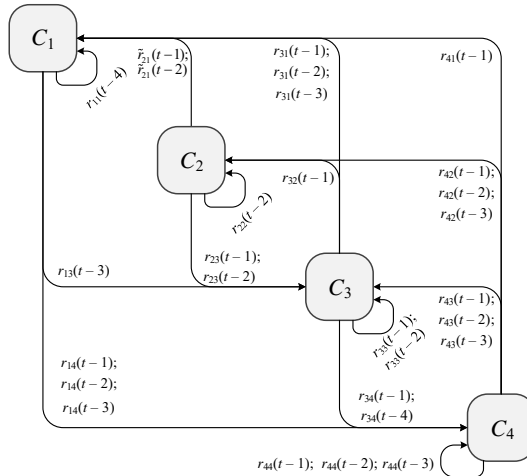 C₁
r̃₂₁(t−1);
r̃₂₁(t−2)
r₃₁(t−1);
r₃₁(t−2);
r₃₁(t−3)
r₄₁(t−1)
r₁₁(t−4)
C₂
r₃₂(t−1)
r₄₂(t−1);
r₄₂(t−2);
r₄₂(t−3)
r₂₂(t−2)
r₁₃(t−3)
r₂₃(t−1);
r₂₃(t−2)
C₃
r₄₃(t−1);
r₄₃(t−2);
r₄₃(t−3)
r₃₃(t−1);
r₃₃(t−2)
r₁₄(t−1);
r₁₄(t−2);
r₁₄(t−3)
r₃₄(t−1);
r₃₄(t−4)
C₄
r₄₄(t−1); r₄₄(t−2); r₄₄(t−3)